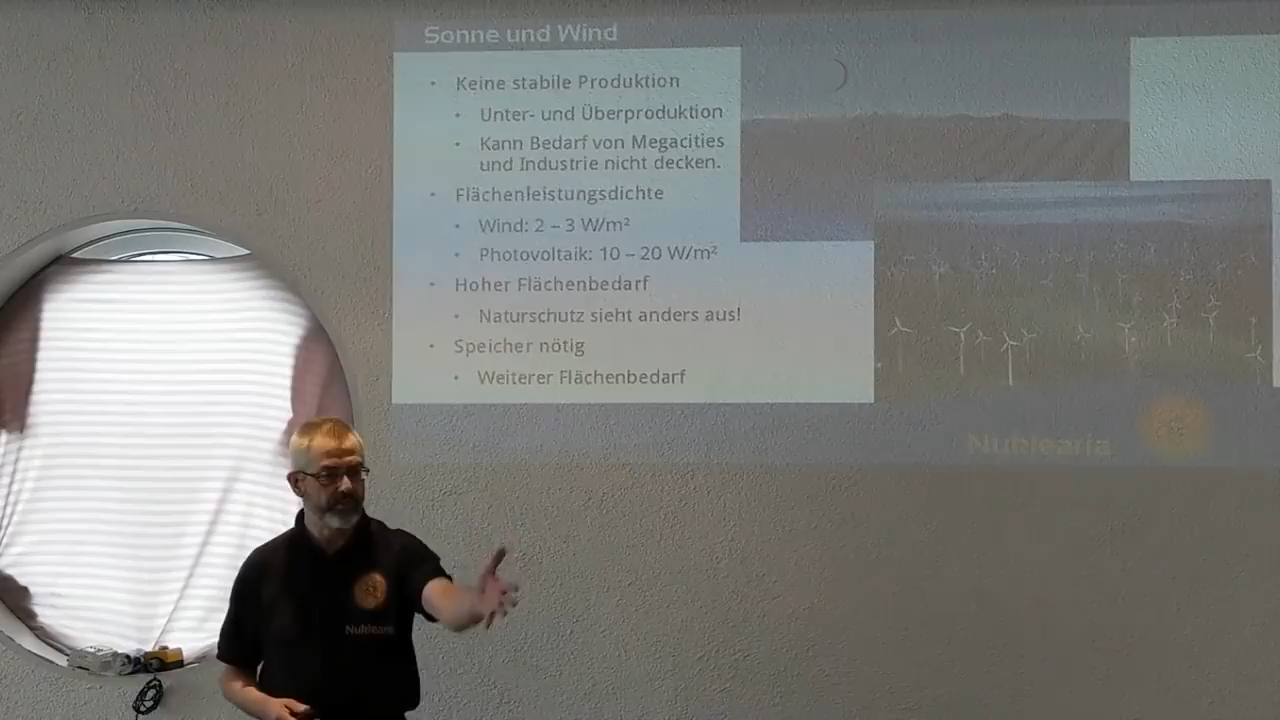 Sonne und Wind
• Keine stabile Produktion
• Unter- und Überproduktion
• Kann Bedarf von Megacities
und Industrie nicht decken.
• Flächenleistungsdichte
• Wind: 2 – 3 W/m²
• Photovoltaik: 10 – 20 W/m²
• Hoher Flächenbedarf
• Naturschutz sieht anders aus!
• Speicher nötig
• Weiterer Flächenbedarf
Nuklearia
Nuklearia